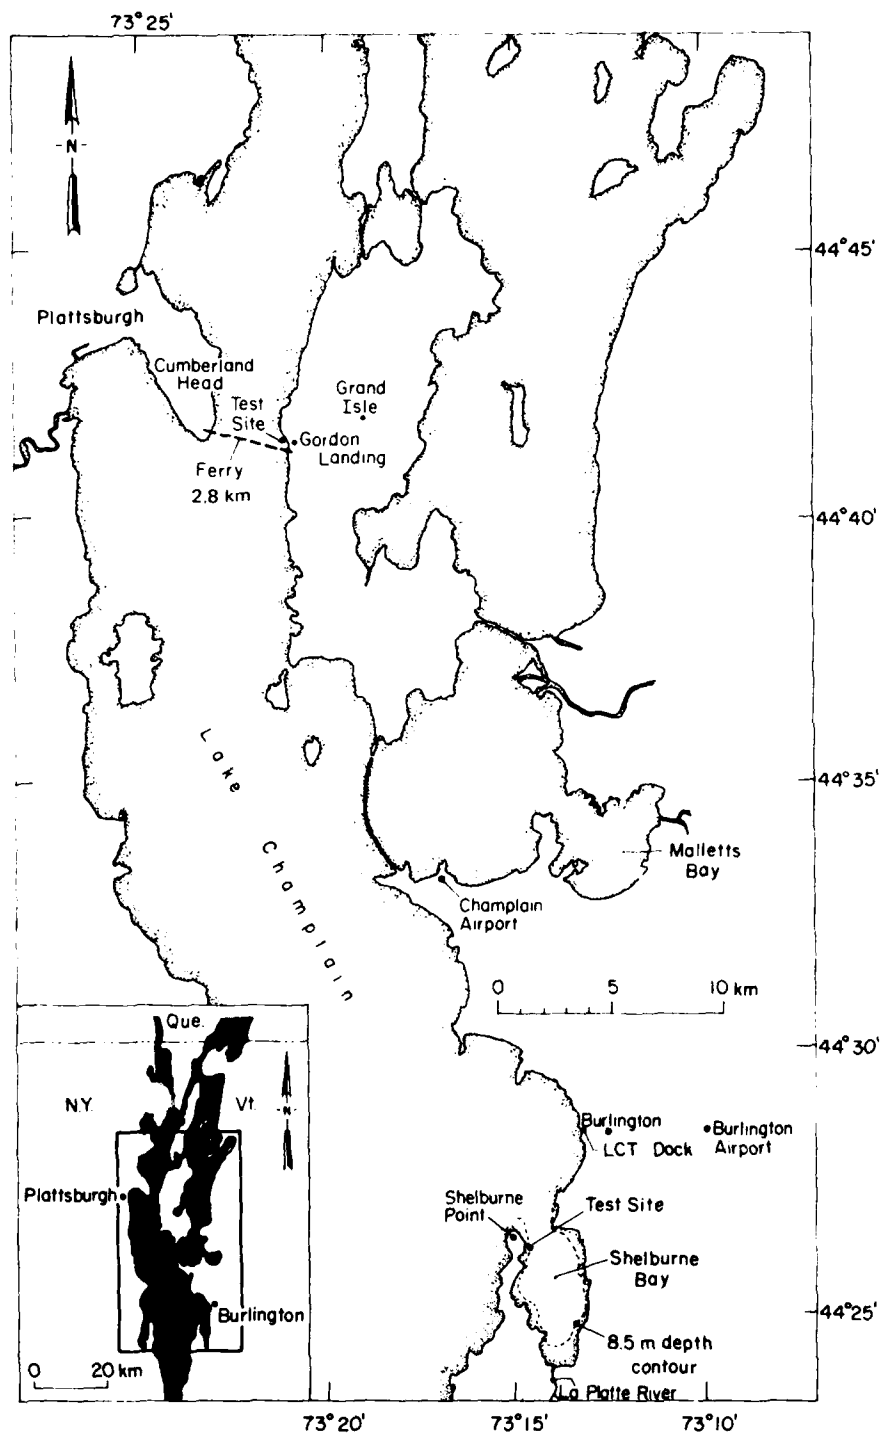 73°25'
N
44°45'
Plattsburgh
Cumberland
Head
Test
Site
Grand
Isle
Gordon
Landing
Ferry
2.8 km
44°40'
Lake
Champlain
44°35'
Malletts
Bay
Champlain
Airport
0 5 10 km
44°30'
Burlington
LCT Dock
Burlington
Airport
Shelburne
Point
Test Site
Shelburne
Bay
44°25'
8.5 m depth
contour
La Platte River
Que.
N.Y.
Vt.
N
Plattsburgh
Burlington
0 20 km
73°20'
73°15'
73°10'